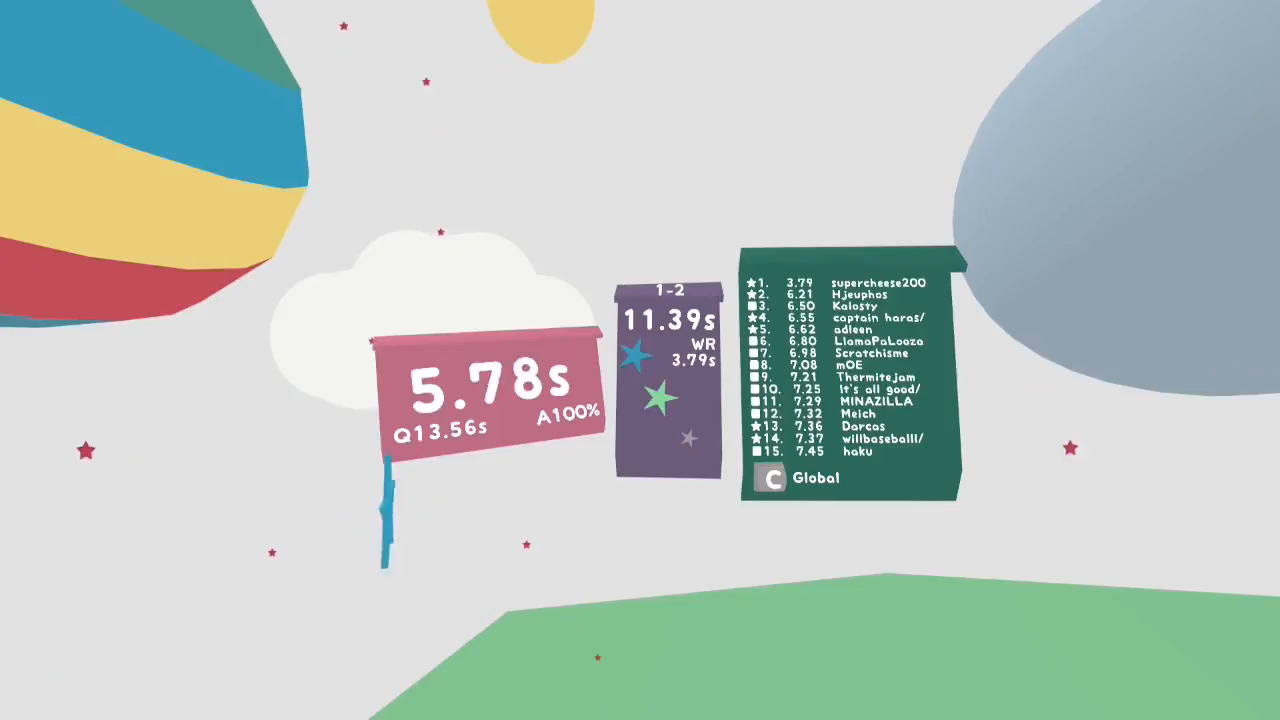 5.78s
Q13.56s
A100%
1-2
11.39s
WR
3.79s
1. 3.79 supercheese200
2. 6.21 Hjeuphos
3. 6.50 Kalosty
4. 6.55 captain haras/
5. 6.62 adleen
6. 6.80 LlamaPaLooza
7. 6.98 Scratchisme
8. 7.08 mOE
9. 7.21 Thermitejam
10. 7.25 It's all good/
11. 7.29 MINAZILLA
12. 7.32 Melch
13. 7.36 Darcas
14. 7.37 willbaseball1/
15. 7.45 haku
C Global